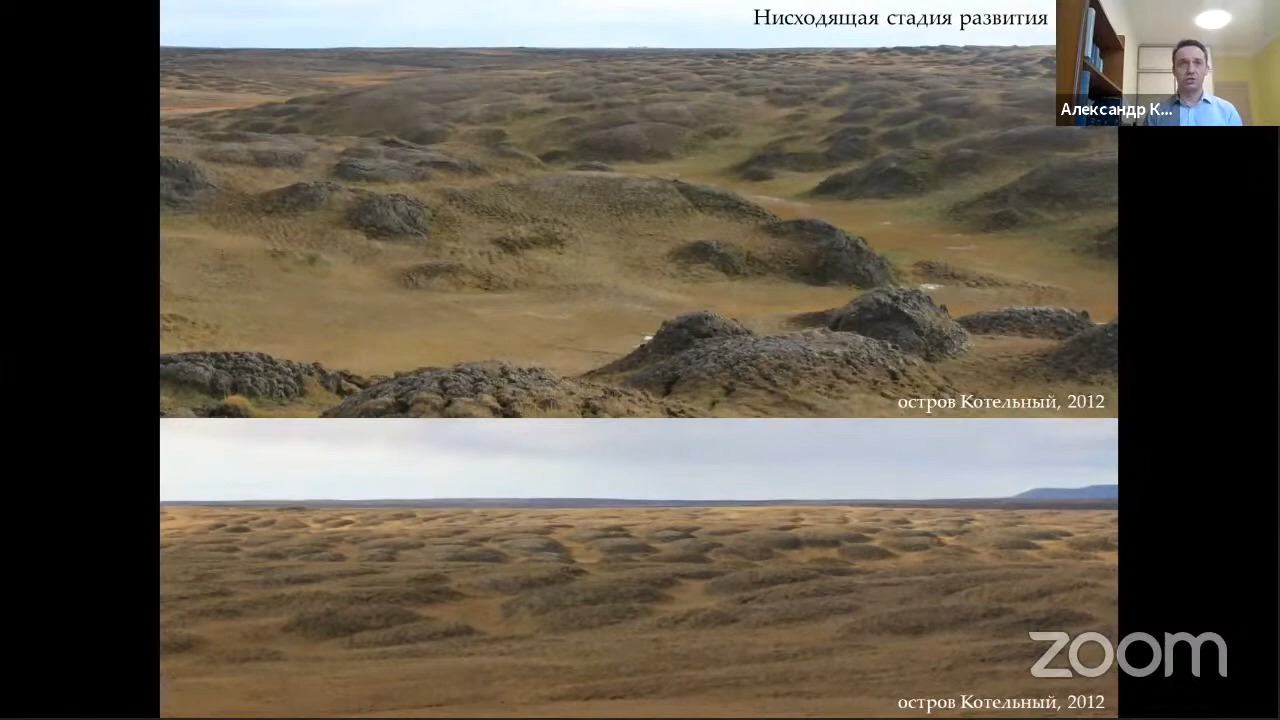 Нисходящая стадия развития
Александр К...
остров Котельный, 2012
zoom
остров Котельный, 2012